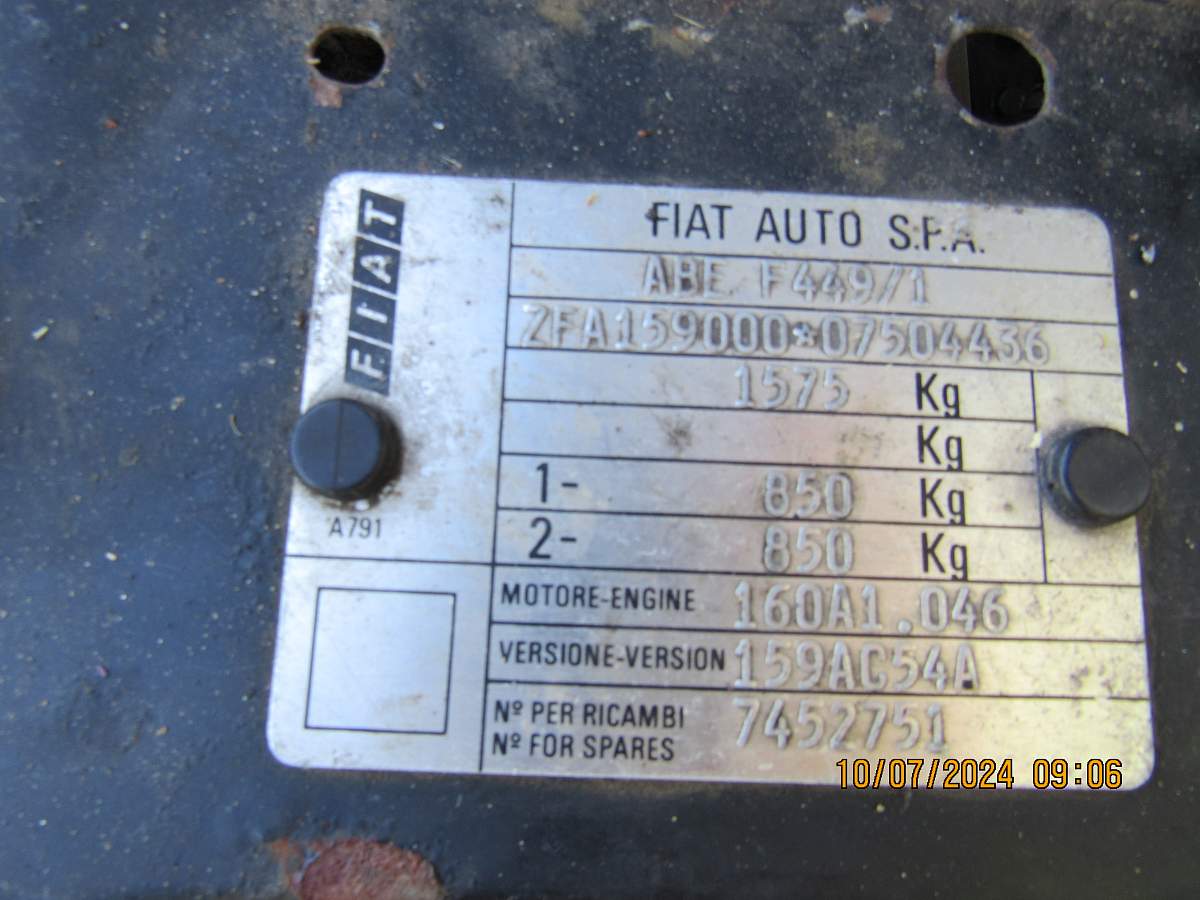 FIAT
FIAT AUTO S.P.A.
ABE F449/1
ZFA159000*07504436
1575 Kg
Kg
1- 850 Kg
2- 850 Kg
A791
MOTORE-ENGINE 160A1.046
VERSIONE-VERSION 159AC54A
Nº PER RICAMBI 7452751
Nº FOR SPARES
10/07/2024 09:06